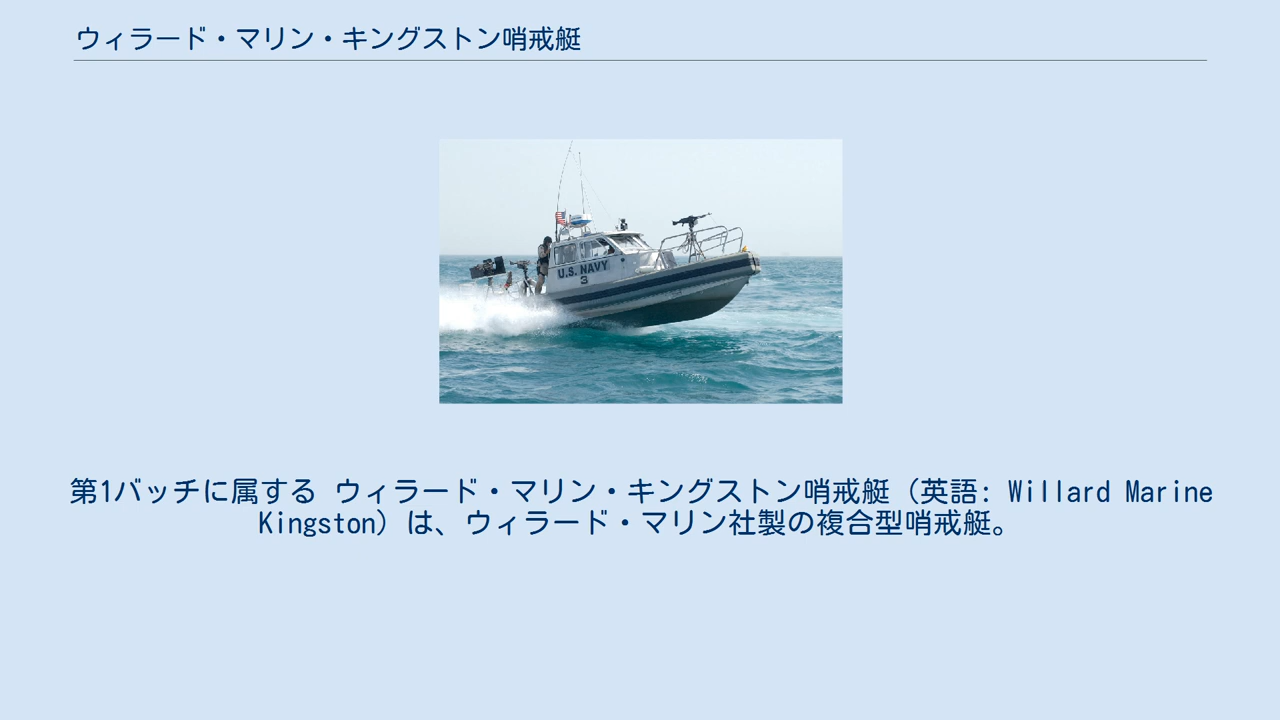 ウィラード・マリン・キングストン哨戒艇
U.S. NAVY
3
第1バッチに属する ウィラード・マリン・キングストン哨戒艇（英語: Willard Marine
Kingston）は、ウィラード・マリン社製の複合型哨戒艇。